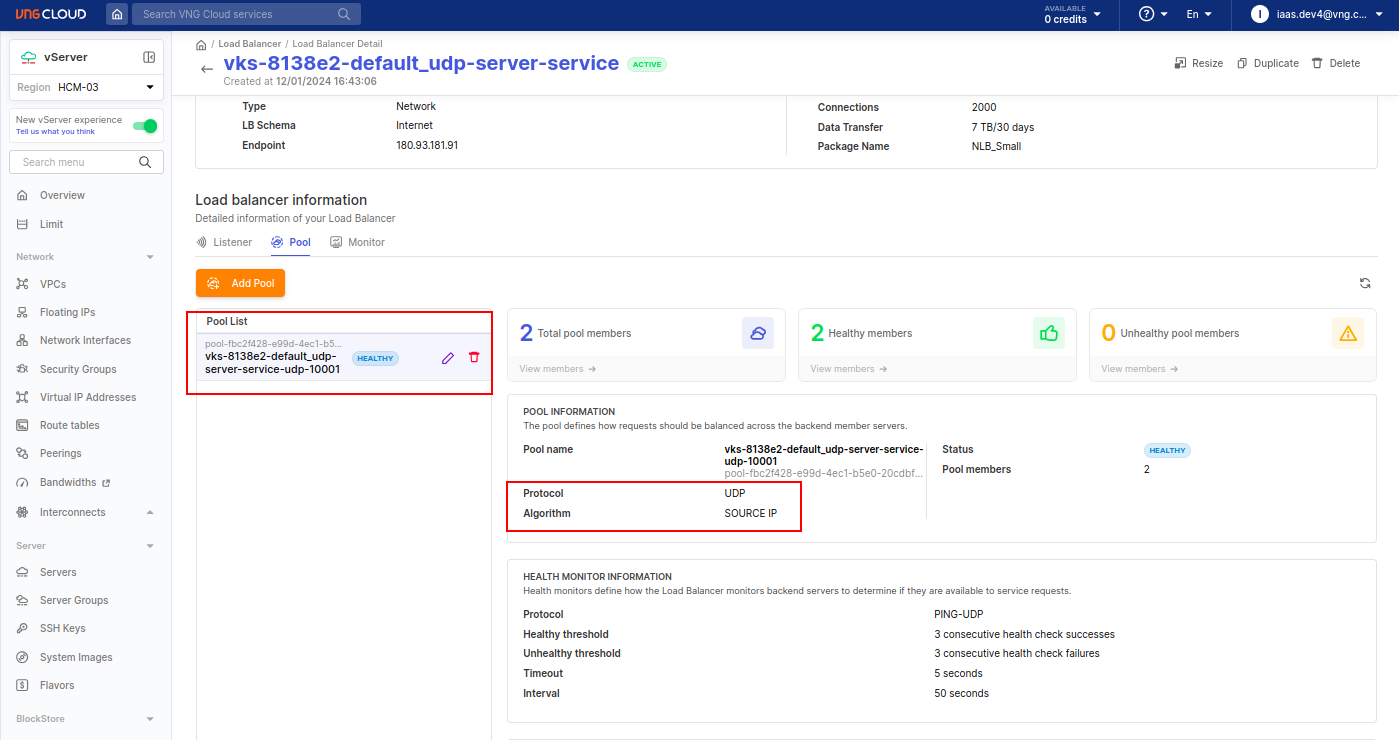 VNG CLOUD
Search VNG Cloud services
AVAILABLE
0 credits
En
I
iaas.dev4@vng.c...
vServer
Region HCM-03
New vServer experience
Tell us what you think
Search menu
Overview
Limit
Network
VPCs
Floating IPs
Network Interfaces
Security Groups
Virtual IP Addresses
Route tables
Peerings
Bandwidths
Interconnects
Server
Servers
Server Groups
SSH Keys
System Images
Flavors
BlockStore
/ Load Balancer / Load Balancer Detail
vks-8138e2-default_udp-server-service ACTIVE
Created at 12/01/2024 16:43:06
Resize Duplicate Delete
Type Network
LB Schema Internet
Endpoint 180.93.181.91
Connections 2000
Data Transfer 7 TB/30 days
Package Name NLB_Small
Load balancer information
Detailed information of your Load Balancer
Listener Pool Monitor
Add Pool
Pool List
pool-fbc2f428-e99d-4ec1-b5...
vks-8138e2-default_udp-
server-service-udp-10001
HEALTHY
2 Total pool members
View members →
2 Healthy members
View members →
0 Unhealthy pool members
View members →
POOL INFORMATION
The pool defines how requests should be balanced across the backend member servers.
Pool name vks-8138e2-default_udp-server-service-
udp-10001
pool-fbc2f428-e99d-4ec1-b5e0-20cdbf...
Protocol UDP
Algorithm SOURCE IP
Status HEALTHY
Pool members 2
HEALTH MONITOR INFORMATION
Health monitors define how the Load Balancer monitors backend servers to determine if they are available to service requests.
Protocol PING-UDP
Healthy threshold 3 consecutive health check successes
Unhealthy threshold 3 consecutive health check failures
Timeout 5 seconds
Interval 50 seconds